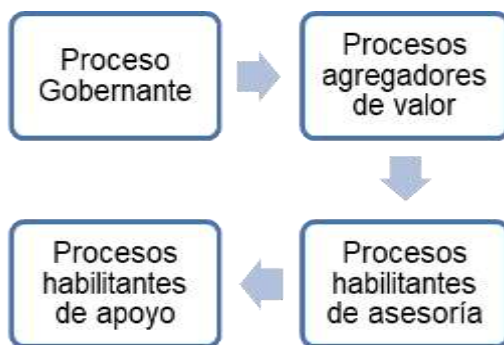 Proceso
Gobernante
Procesos
agregadores
de valor
Procesos
habilitantes
de asesoría
Procesos
habilitantes
de apoyo